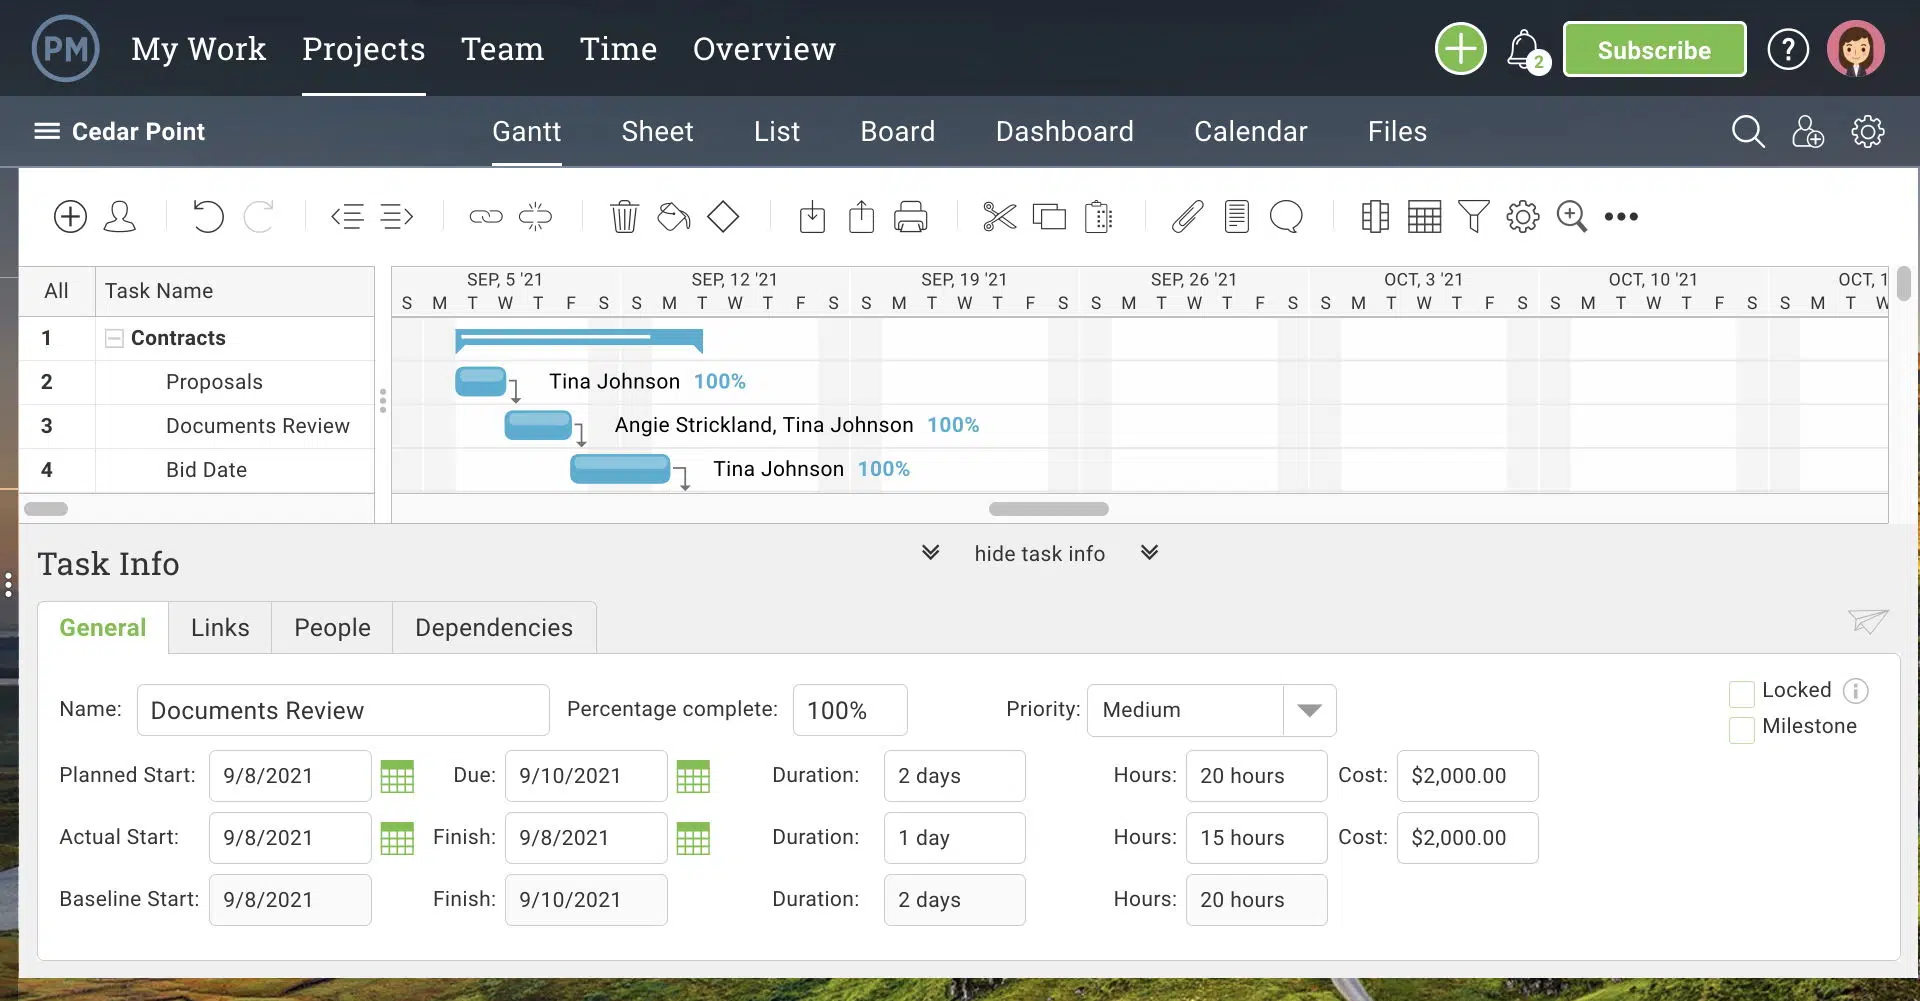 PM My Work Projects Team Time Overview 2 Subscribe ?
Cedar Point Gantt Sheet List Board Dashboard Calendar Files
All Task Name SEP, 5 '21 SEP, 12 '21 SEP, 19 '21 SEP, 26 '21 OCT, 3 '21 OCT, 10 '21 OCT, 1
S M T W T F S S M T W T F S S M T W T F S S M T W T F S S M T W T F S S M T W T F S S M T W
1 Contracts
2 Proposals Tina Johnson 100%
3 Documents Review Angie Strickland, Tina Johnson 100%
4 Bid Date Tina Johnson 100%
Task Info hide task info
General Links People Dependencies
Name: Documents Review Percentage complete: 100% Priority: Medium Locked i
Milestone
Planned Start: 9/8/2021 Due: 9/10/2021 Duration: 2 days Hours: 20 hours Cost: $2,000.00
Actual Start: 9/8/2021 Finish: 9/8/2021 Duration: 1 day Hours: 15 hours Cost: $2,000.00
Baseline Start: 9/8/2021 Finish: 9/10/2021 Duration: 2 days Hours: 20 hours